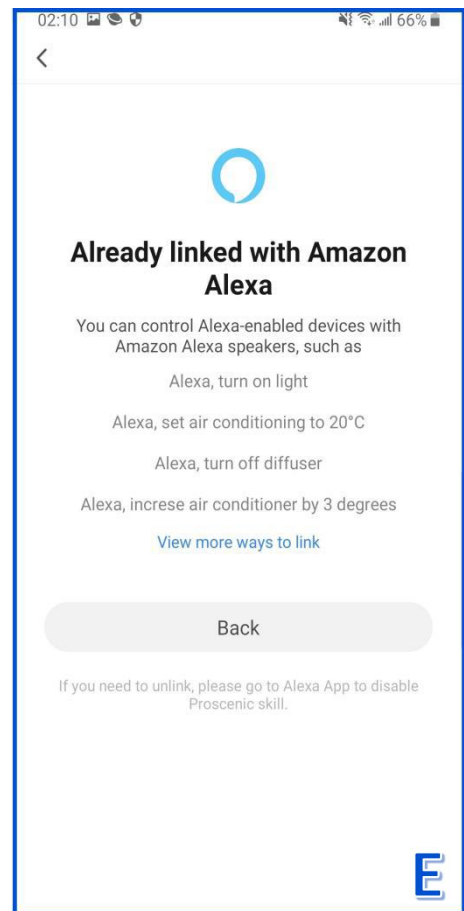 02:10 66%
Already linked with Amazon
Alexa
You can control Alexa-enabled devices with
Amazon Alexa speakers, such as
Alexa, turn on light
Alexa, set air conditioning to 20°C
Alexa, turn off diffuser
Alexa, increse air conditioner by 3 degrees
View more ways to link
Back
If you need to unlink, please go to Alexa App to disable
Proscenic skill.
E